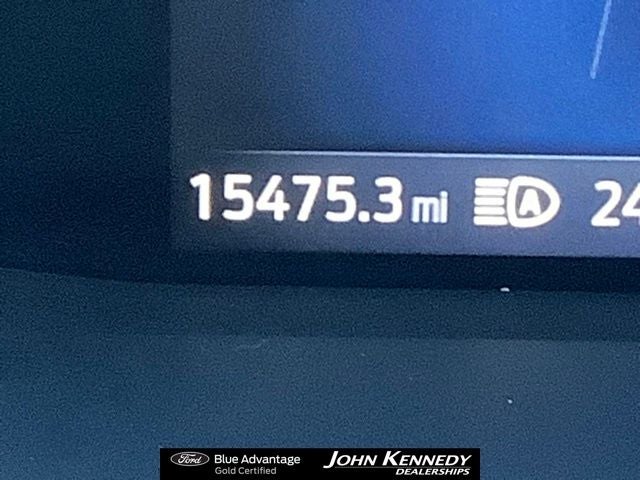 15475.3 mi A 24
Ford Blue Advantage
Gold Certified
JOHN KENNEDY
DEALERSHIPS